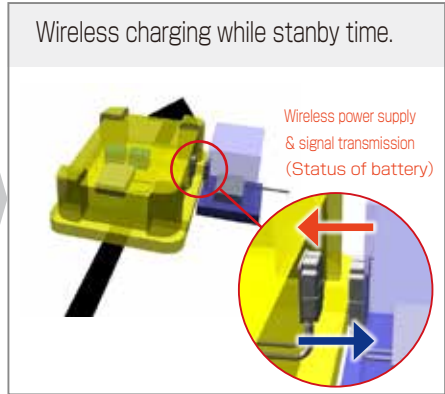 Wireless charging while stanby time.
Wireless power supply
& signal transmission
(Status of battery)